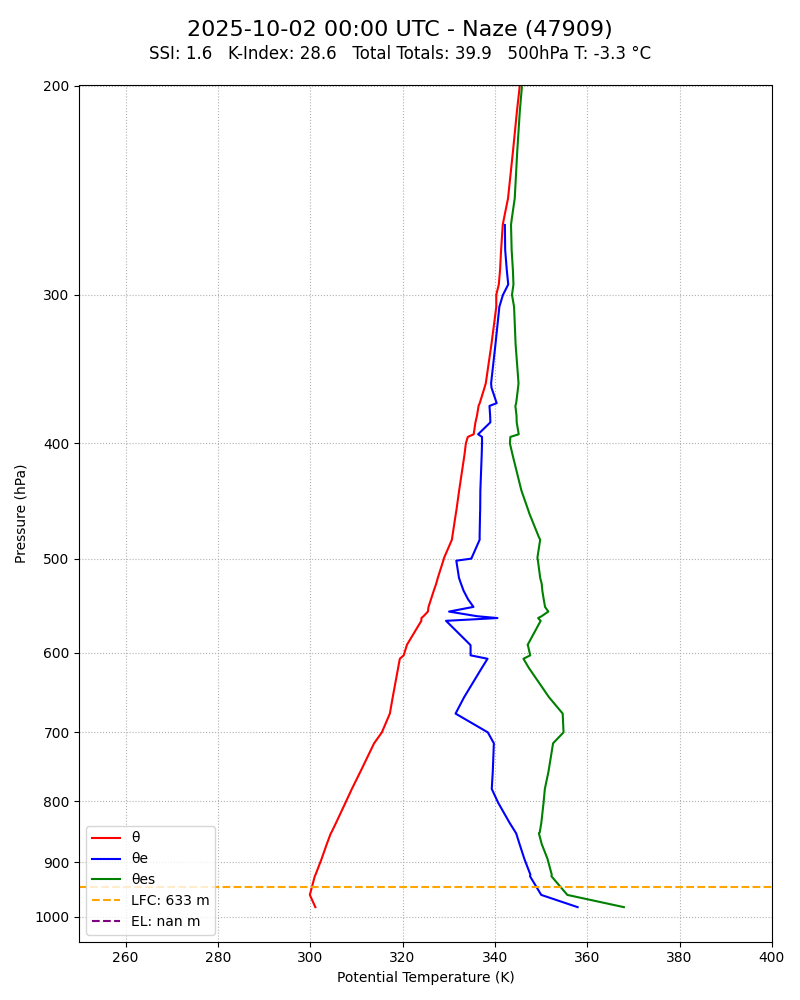 2025-10-02 00:00 UTC - Naze (47909)
SSI: 1.6   K-Index: 28.6   Total Totals: 39.9   500hPa T: -3.3 °C
200
300
400
500
600
700
800
900
1000
Pressure (hPa)
θ
θe
θes
LFC: 633 m
EL: nan m
260
280
300
320
340
360
380
400
Potential Temperature (K)